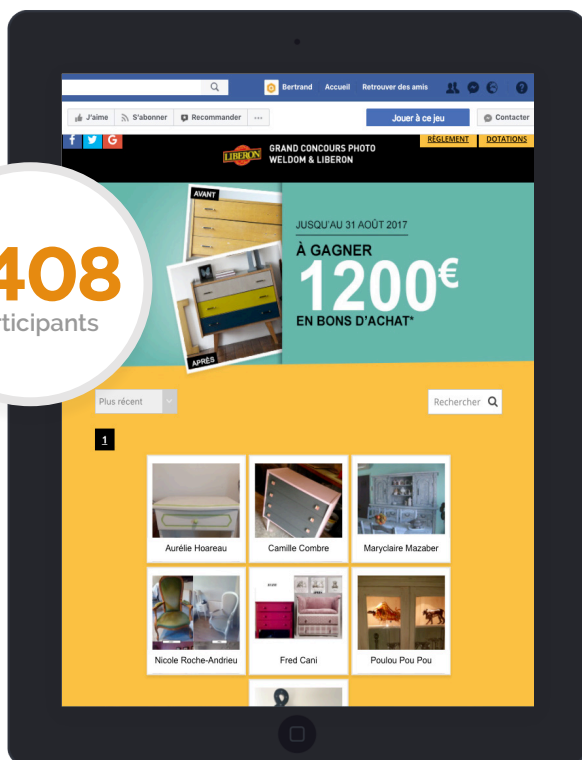 Bertrand Accueil Retrouver des amis
J'aime S'abonner Recommander ... Jouer à ce jeu Contacter
f G
LIBERON
GRAND CONCOURS PHOTO
WELDOM & LIBERON
RÈGLEMENT DOTATIONS
AVANT
APRÈS
JUSQU'AU 31 AOÛT 2017
À GAGNER
1200€
EN BONS D'ACHAT*
408
rticipants
Plus récent
Rechercher
1
Aurélie Hoareau
Camille Combre
Maryclaire Mazaber
Nicole Roche-Andrieu
Fred Cani
Poulou Pou Pou